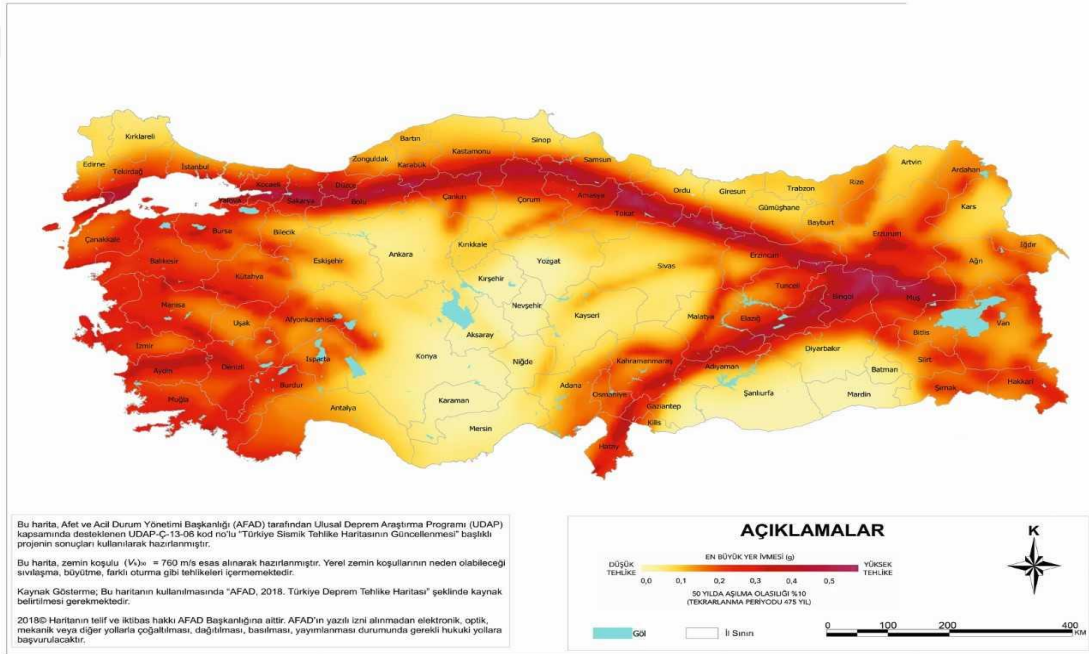 Kırklareli
Edirne
Tekirdağ
İstanbul
Kocaeli
Yalova
Sakarya
Düzce
Bolu
Zonguldak
Bartın
Karabük
Kastamonu
Sinop
Samsun
Çankırı
Çorum
Amasya
Tokat
Ordu
Giresun
Trabzon
Gümüşhane
Rize
Bayburt
Artvin
Ardahan
Kars
Iğdır
Erzurum
Ağrı
Çanakkale
Balıkesir
Bursa
Bilecik
Eskişehir
Kütahya
Ankara
Kırıkkale
Yozgat
Kırşehir
Sivas
Erzincan
Tunceli
Bingöl
Muş
Manisa
Uşak
Afyonkarahisar
Nevşehir
Aksaray
Kayseri
Malatya
Elazığ
Bitlis
Van
İzmir
Aydın
Denizli
Isparta
Burdur
Konya
Niğde
Kahramanmaraş
Adıyaman
Diyarbakır
Batman
Siirt
Şırnak
Hakkari
Muğla
Antalya
Karaman
Mersin
Adana
Osmaniye
Gaziantep
Kilis
Hatay
Şanlıurfa
Mardin
Bu harita, Afet ve Acil Durum Yönetimi Başkanlığı (AFAD) tarafından Ulusal Deprem Araştırma Programı (UDAP)
kapsamında desteklenen UDAP-Ç-13-06 kod no'lu "Türkiye Sismik Tehlike Haritasının Güncellenmesi" başlıklı
projenin sonuçları kullanılarak hazırlanmıştır.
Bu harita, zemin koşulu (Vₛ)₃₀ = 760 m/s esas alınarak hazırlanmıştır. Yerel zemin koşullarının neden olabileceği
sıvılaşma, büyütme, farklı oturma gibi tehlikeleri içermemektedir.
Kaynak Gösterme; Bu haritanın kullanılmasında "AFAD, 2018. Türkiye Deprem Tehlike Haritası" şeklinde kaynak
belirtilmesi gerekmektedir.
2018© Haritanın telif ve iktibas hakkı AFAD Başkanlığına aittir. AFAD'ın yazılı izni alınmadan elektronik, optik,
mekanik veya diğer yollarla çoğaltılması, dağıtılması, basılması, yayımlanması durumunda gerekli hukuki yollara
başvurulacaktır.
AÇIKLAMALAR
EN BÜYÜK YER İVMESİ (g)
DÜŞÜK TEHLİKE
YÜKSEK TEHLİKE
0,0 0,1 0,2 0,3 0,4 0,5
50 YILDA AŞILMA OLASILIĞI %10
(TEKRARLANMA PERİYODU 475 YIL)
Göl
İl Sınırı
K
0 100 200 400
KM